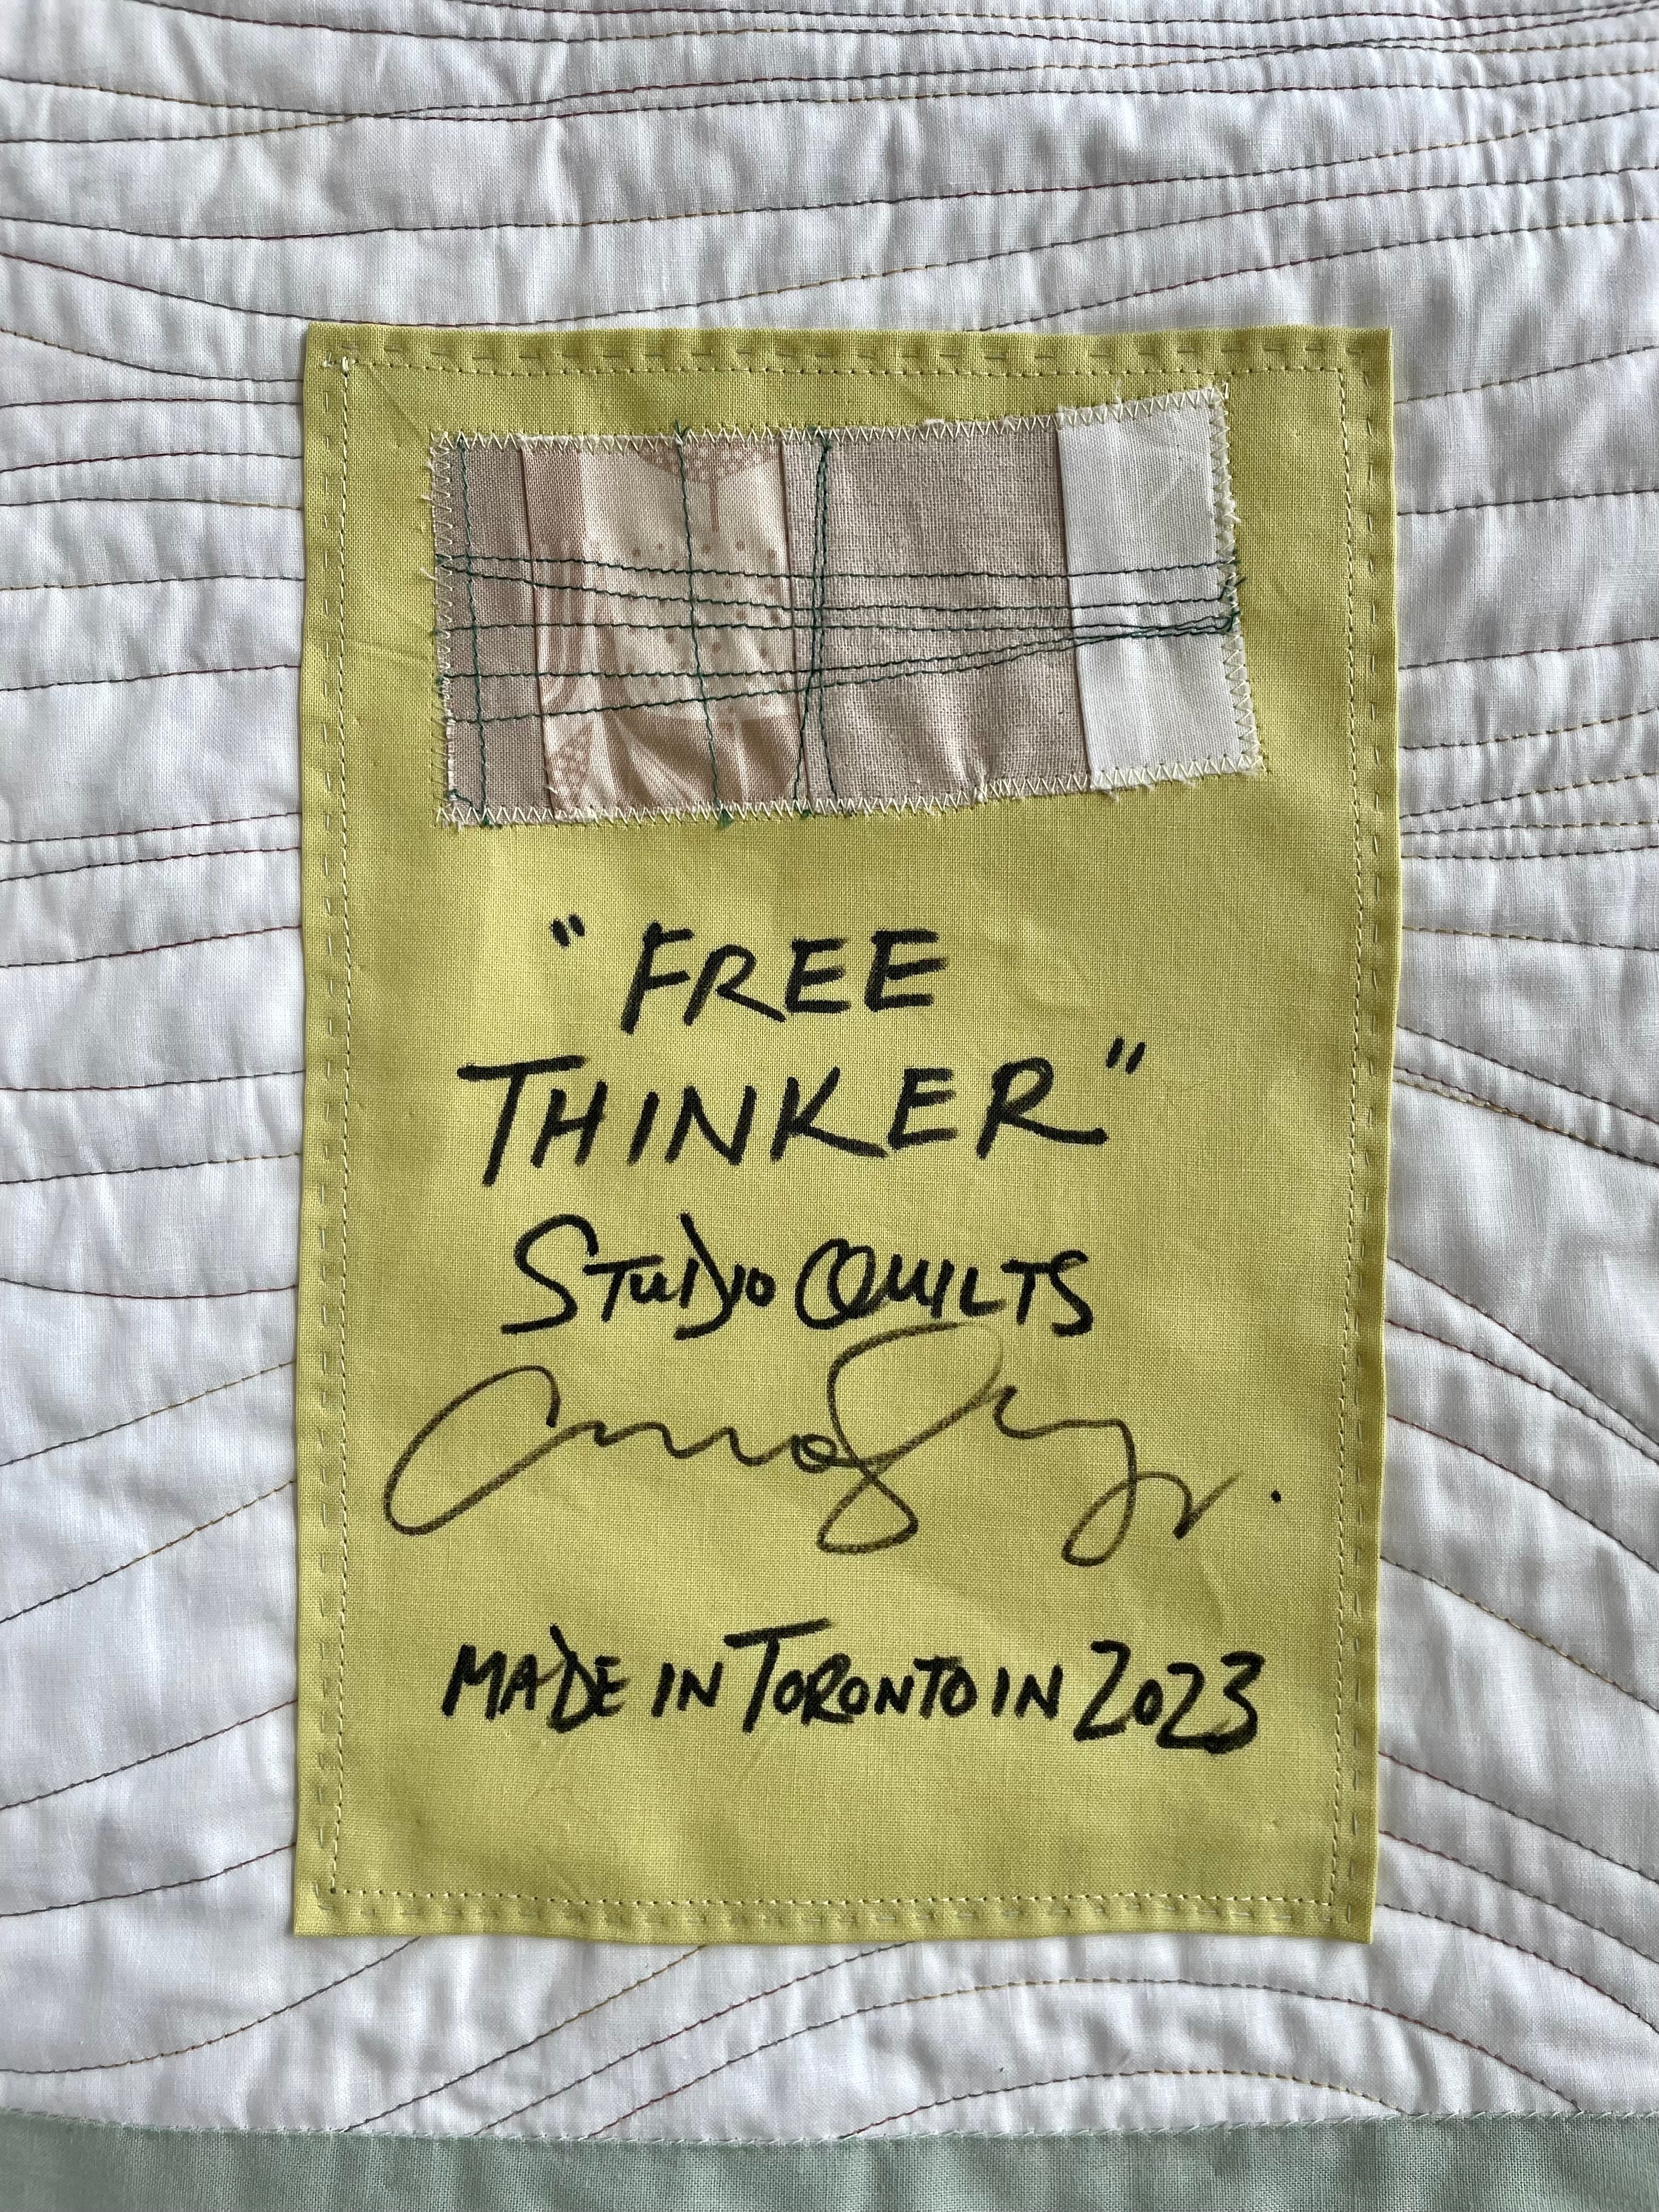 "FREE
THINKER"
STUDIO QUILTS
MADE IN TORONTO IN 2023